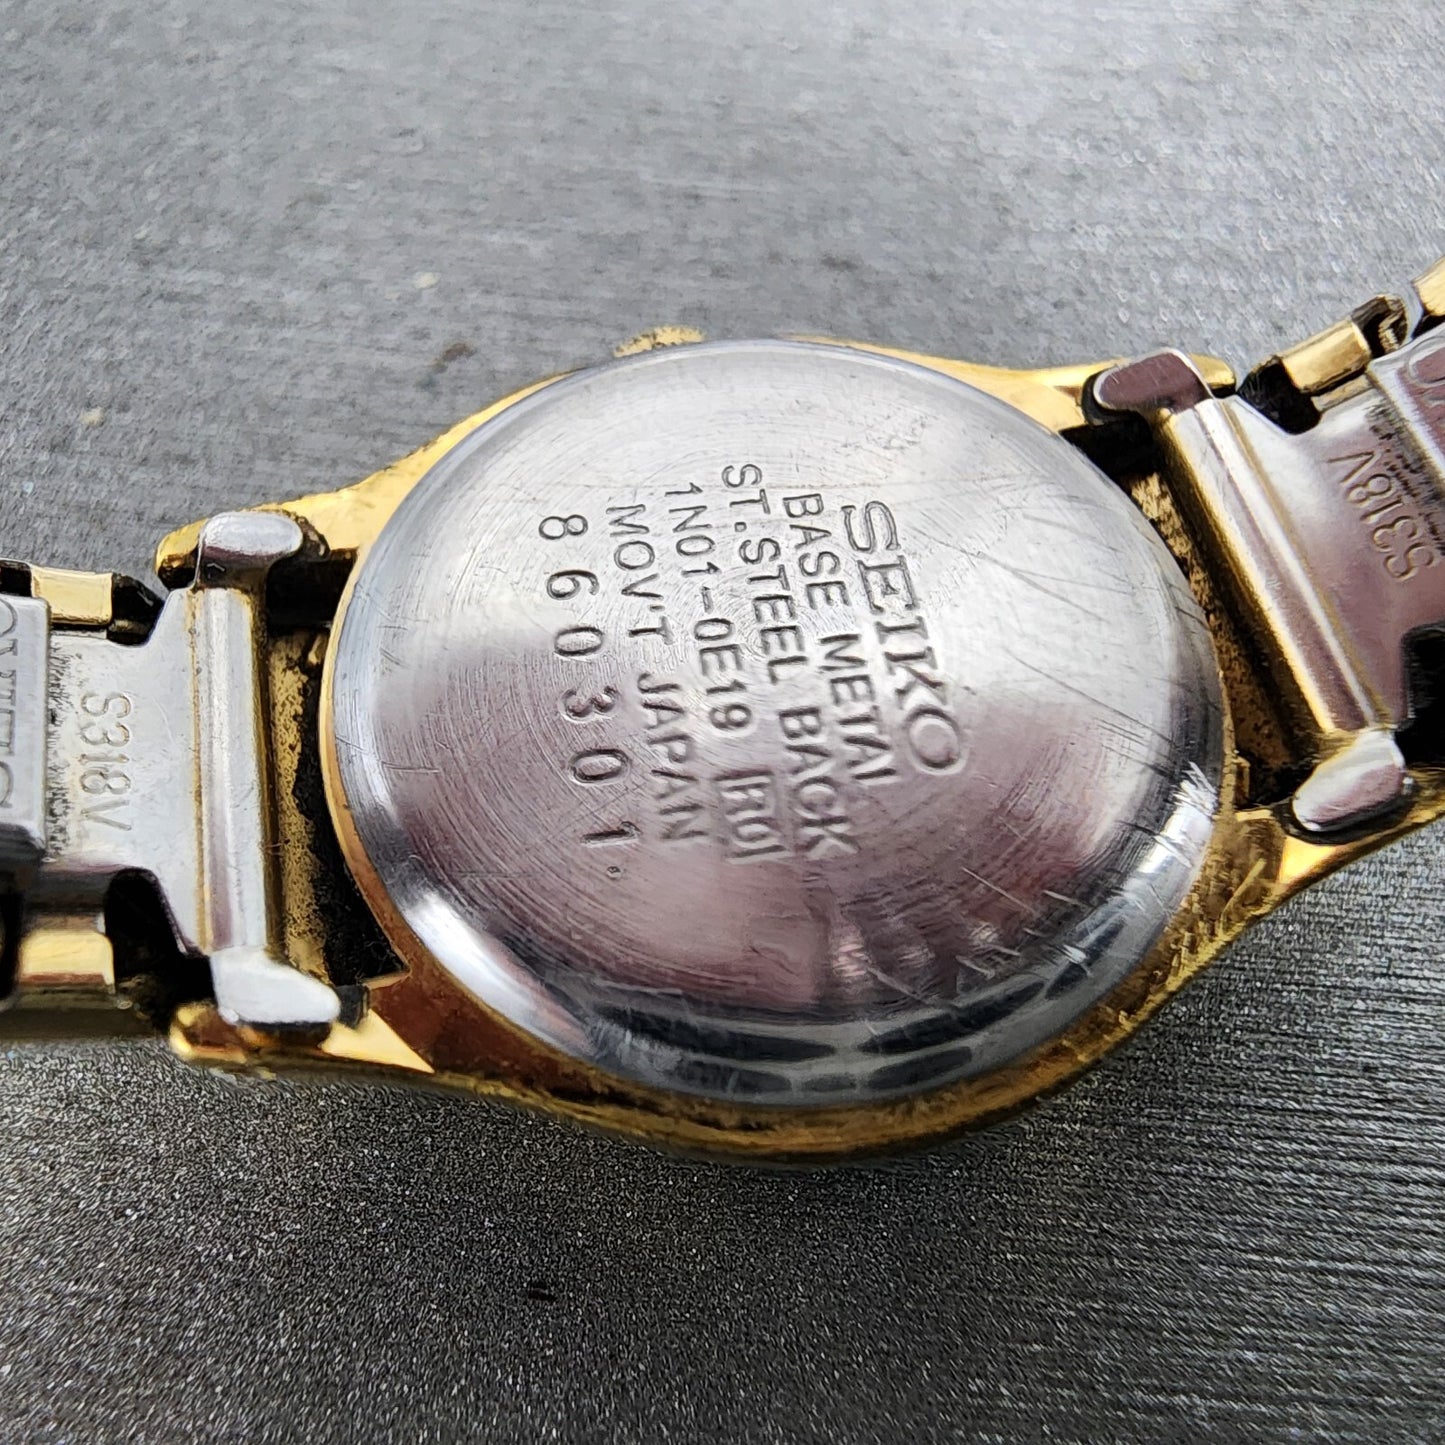 SEIKO
BASE METAL
ST.STEEL BACK
1N01-0E19 R0
MOV'T JAPAN
860301
S318V
S318V